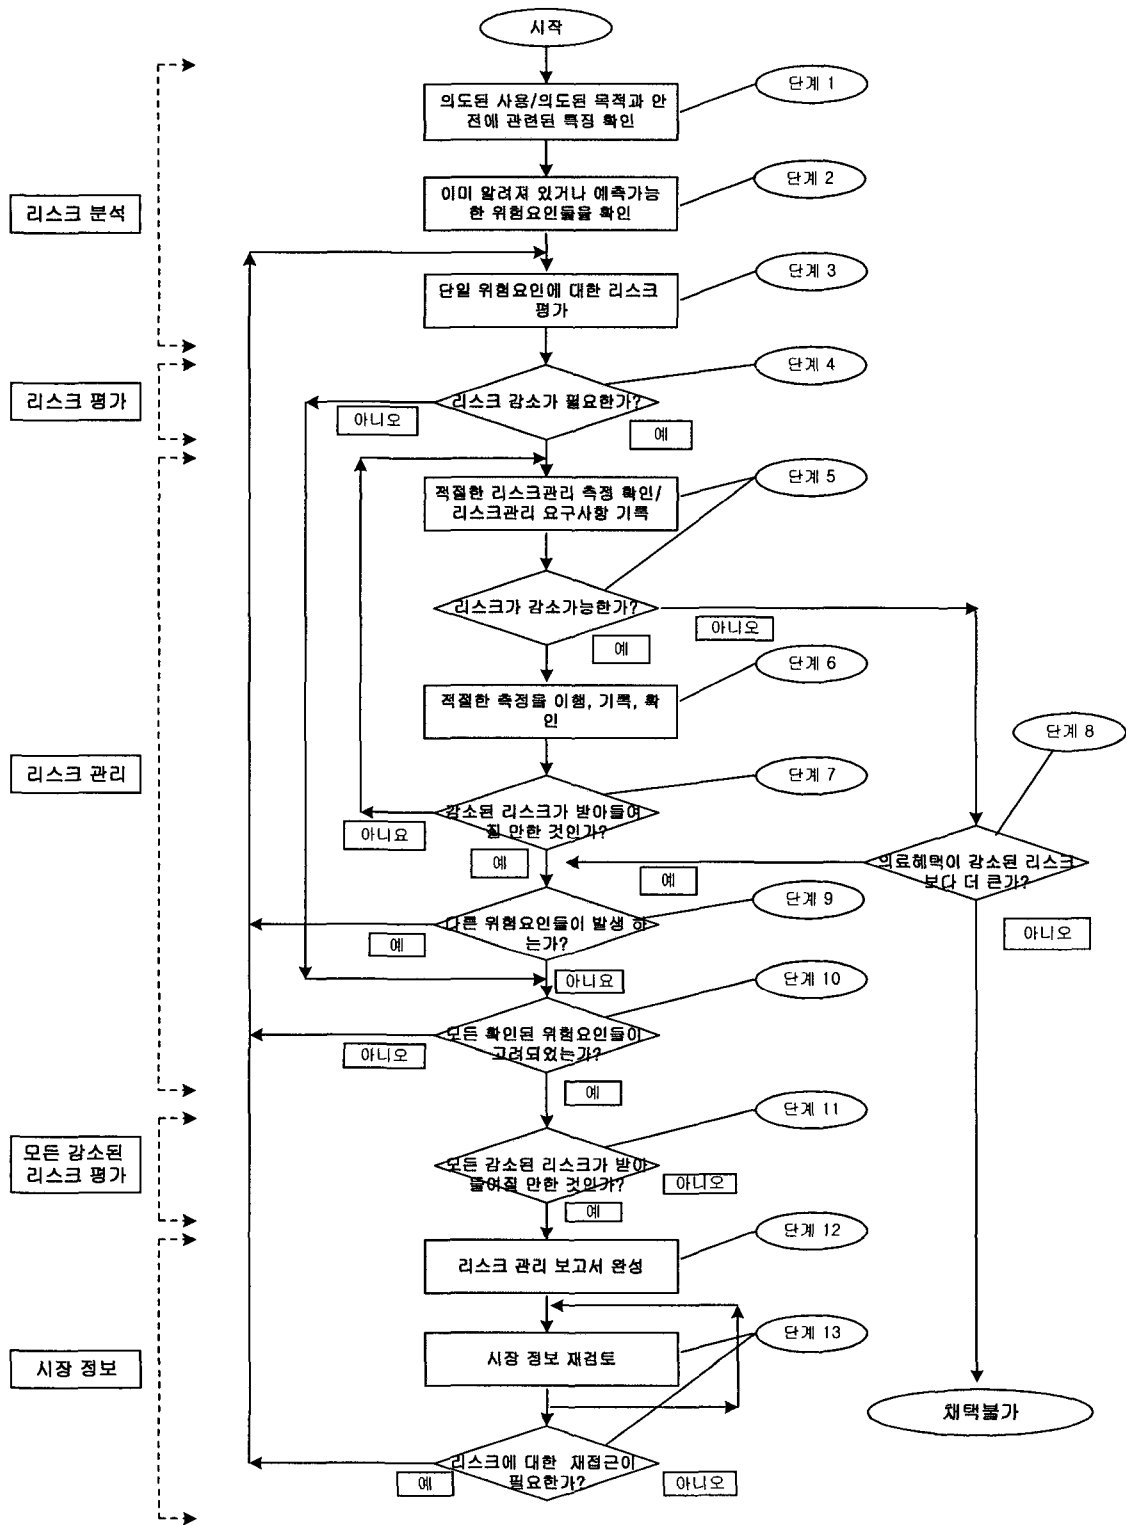 시작
단계 1
의도된 사용/의도된 목적과 안
전에 관련된 특징 확인
단계 2
이미 알려져 있거나 예측가능
한 위험요인들을 확인
리스크 분석
단계 3
단일 위험요인에 대한 리스크
평가
단계 4
리스크 평가
리스크 감소가 필요한가?
아니오
예
단계 5
적절한 리스크관리 측정 확인/
리스크관리 요구사항 기록
리스크가 감소가능한가?
아니오
예
단계 6
적절한 측정을 이행, 기록, 확
인
단계 8
리스크 관리
단계 7
감소된 리스크가 받아들여
질 만한 것인가?
아니요
예
의료혜택이 감소된 리스크
보다 더 큰가?
예
아니오
단계 9
다른 위험요인들이 발생 하
는가?
예
아니요
단계 10
모든 확인된 위험요인들이
고려되었는가?
아니오
예
단계 11
모든 감소된
리스크 평가
모든 감소된 리스크가 받아
들여질 만한 것인가?
아니오
예
단계 12
리스크 관리 보고서 완성
단계 13
시장 정보
시장 정보 재검토
채택불가
리스크에 대한 재접근이
필요한가?
예
아니오